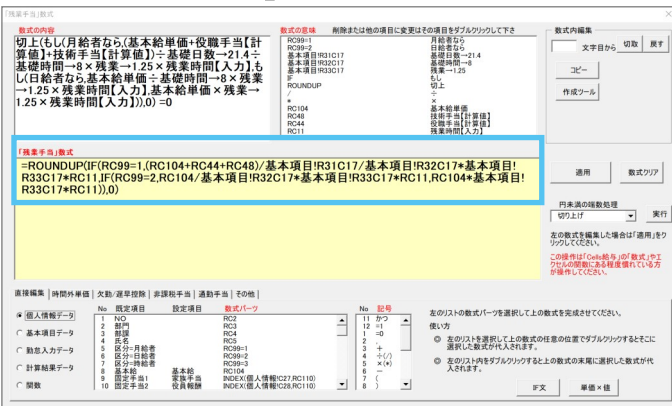 「残業手当」数式
数式の内容
切上(もし(月給者なら,(基本給単価+役職手当【計
算値】+技術手当【計算値】)÷基礎日数→21.4÷
基礎時間→8×残業→1.25×残業時間【入力】,も
し(日給者なら,基本給単価÷基礎時間→8×残業
→1.25×残業時間【入力】,基本給単価×残業→
1.25×残業時間【入力】)),0) =0
数式の意味 削除または他の項目に変更はその項目をダブルクリックして下さ
RC99=1 月給者なら
RC99=2 日給者なら
基本項目!R31C17 基礎日数→21.4
基本項目!R32C17 基礎時間→8
基本項目!R33C17 残業→1.25
IF もし
ROUNDUP 切上
/ ÷
* ×
RC104 基本給単価
RC48 技術手当【計算値】
RC44 役職手当【計算値】
RC11 残業時間【入力】
数式内編集
文字目から 切取 戻す
コピー
作成ツール
「残業手当」数式
=ROUNDUP(IF(RC99=1,(RC104+RC44+RC48)/基本項目!R31C17/基本項目!R32C17*基本項目!
R33C17*RC11,IF(RC99=2,RC104/基本項目!R32C17*基本項目!R33C17*RC11,RC104*基本項目!
R33C17*RC11)),0)
適用 数式クリア
円未満の端数処理
切り上げ 実行
左の数式を編集した場合は「適用」をク
リックしてください。
この操作は「Cells給与」の「数式」やエ
クセルの関数にある程度慣れている方
が操作してください。
直接編集 時間外単価 欠勤/遅早控除 非課税手当 通勤手当 その他
個人情報データ
基本項目データ
勤怠入力データ
計算結果データ
関数
No 既定項目 設定項目 数式パーツ
1 NO RC2
2 部門 RC3
3 部課 RC4
4 氏名 RC5
5 区分=月給者 RC99=1
6 区分=日給者 RC99=2
7 区分=時給者 RC99=3
8 基本給 基本給 RC104
9 固定手当1 家族手当 INDEX(個人情報!C27,RC110)
10 固定手当2 役員報酬 INDEX(個人情報!C28,RC110)
No 記号
11 かつ
12 =1
1 =0
2 ,
3 +
4 ÷(/)
5 ×(*)
6 −
7 (
8 )
左のリストの数式パーツを選択して上の数式を完成させてください。
使い方
◎ 左のリストを選択して上の数式の任意の位置でダブルクリックするとそこに
選択した数式が代入されます。
◎ 左のリスト内をダブルクリックすると上の数式の末尾に選択した数式が代
入されます。
IF文 単価×値